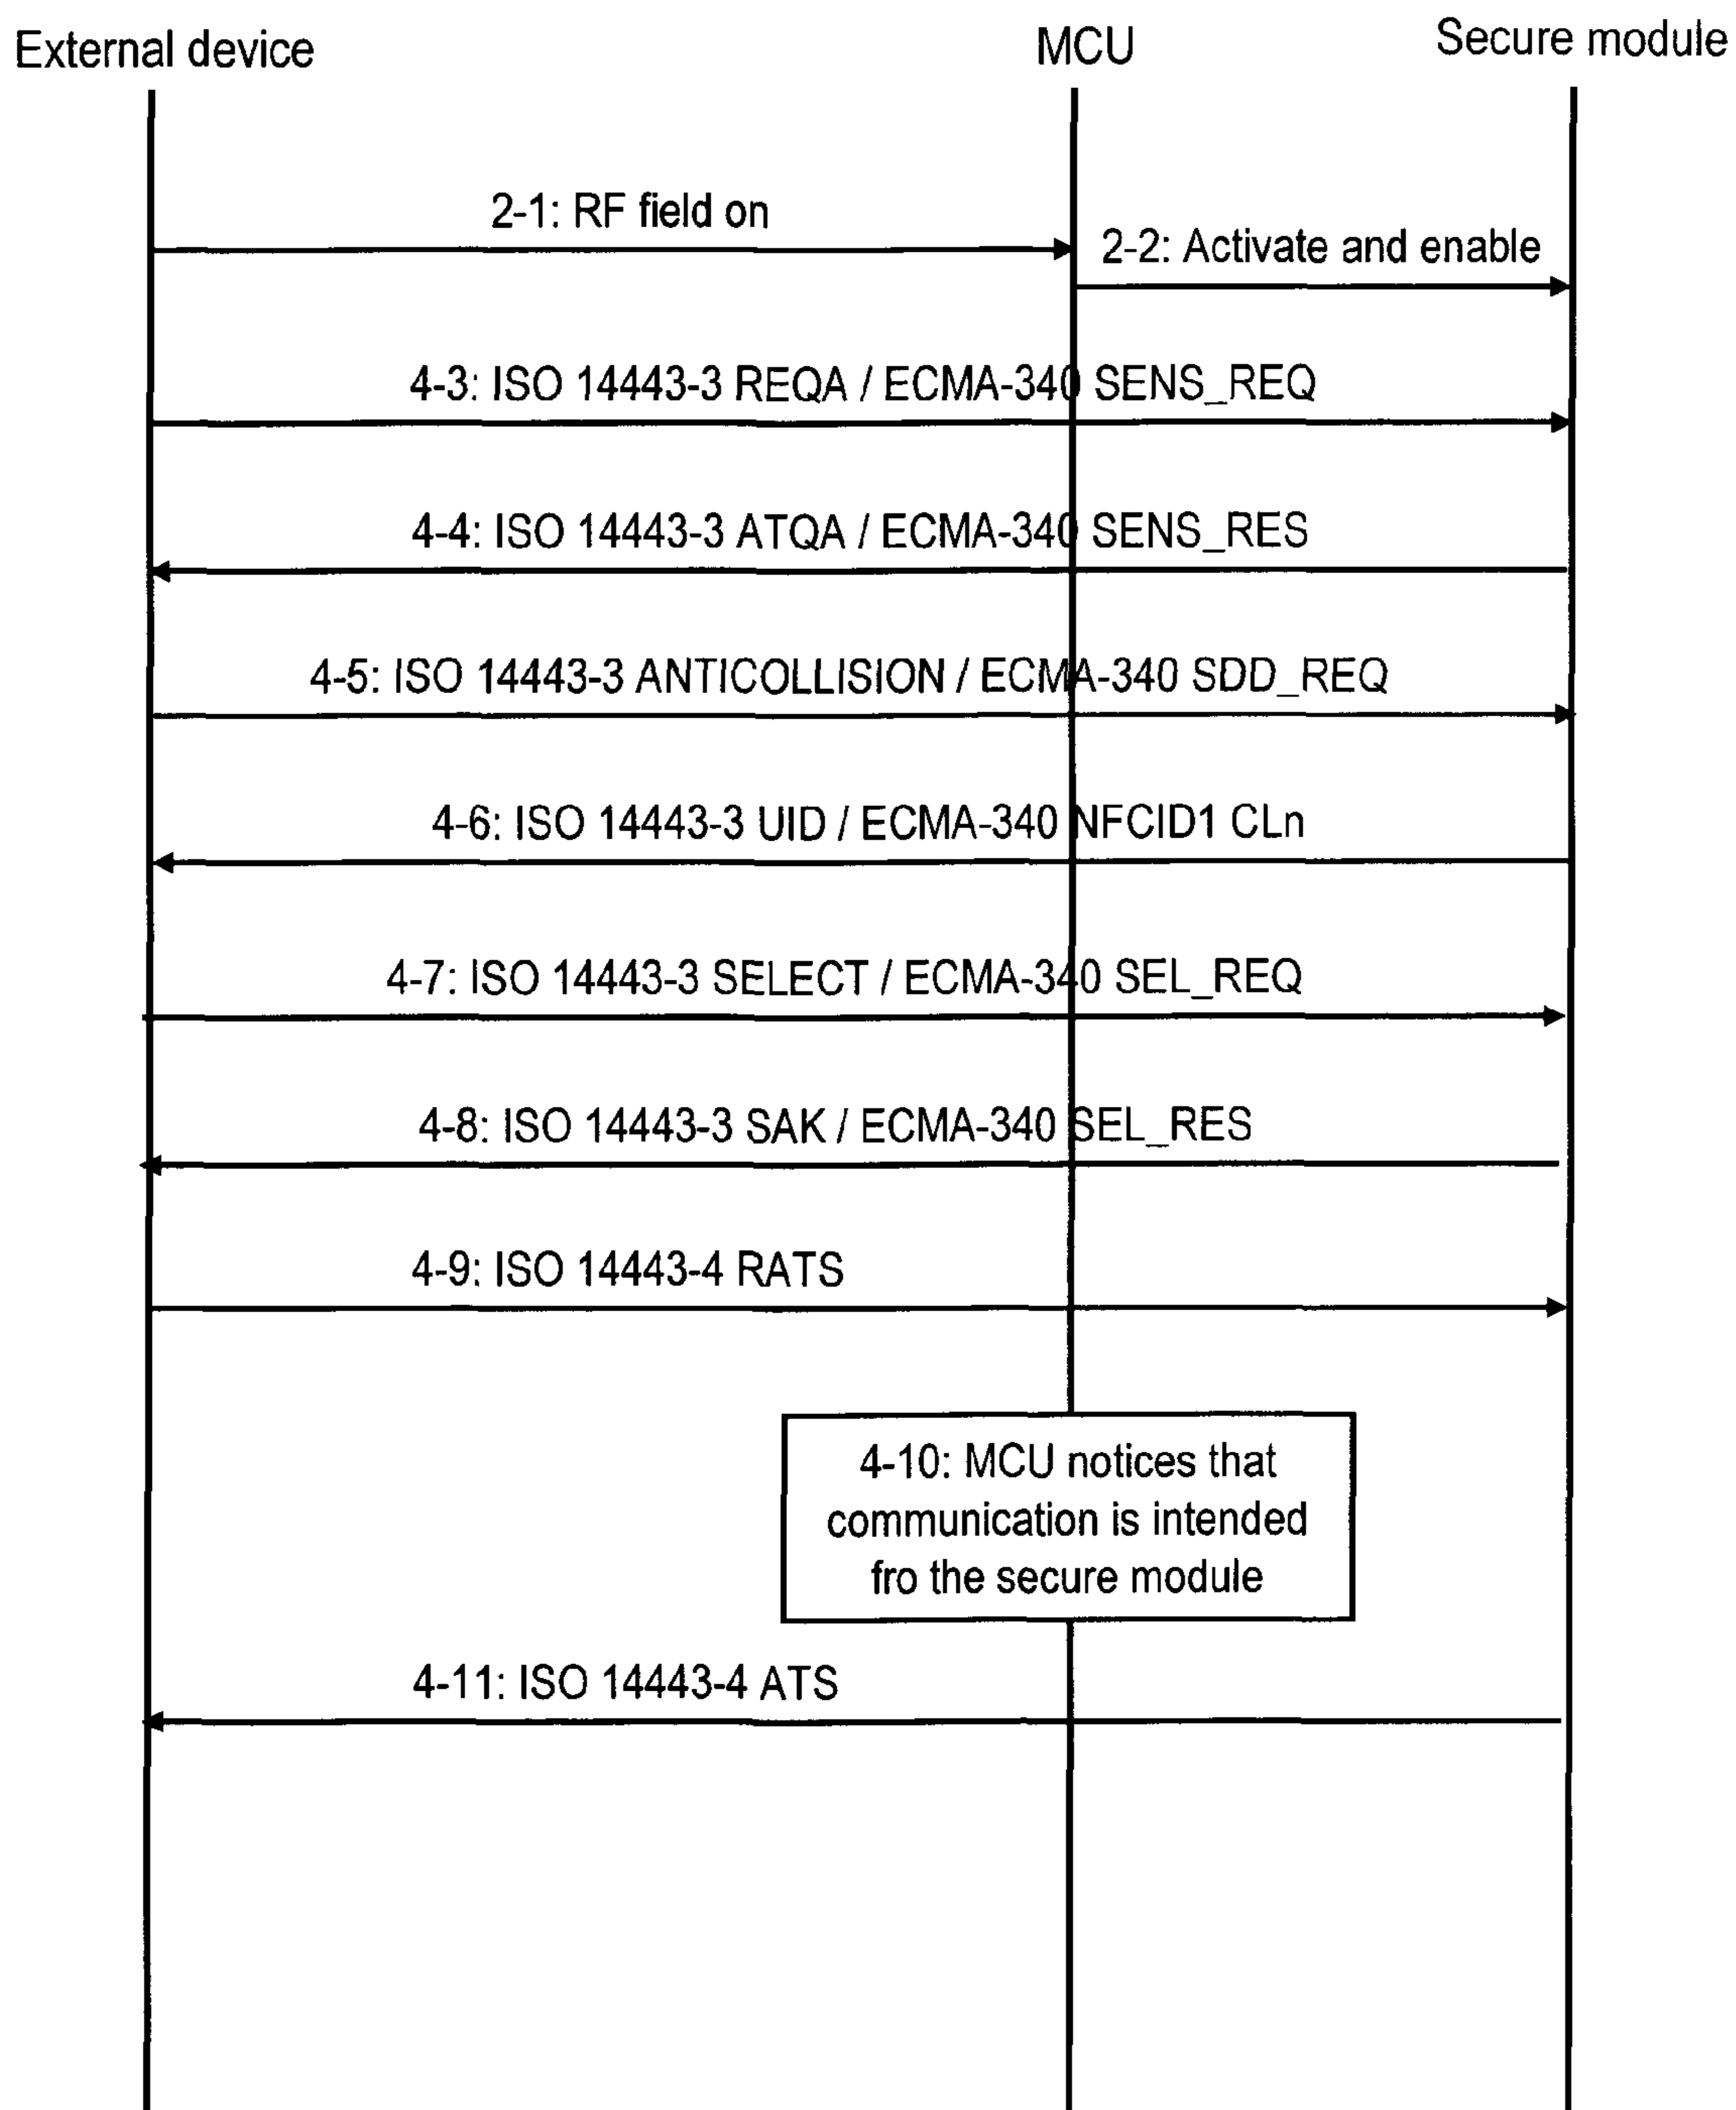 External device
MCU
Secure module
2-1: RF field on
2-2: Activate and enable
4-3: ISO 14443-3 REQA / ECMA-340 SENS_REQ
4-4: ISO 14443-3 ATQA / ECMA-340 SENS_RES
4-5: ISO 14443-3 ANTICOLLISION / ECMA-340 SDD_REQ
4-6: ISO 14443-3 UID / ECMA-340 NFCID1 CLn
4-7: ISO 14443-3 SELECT / ECMA-340 SEL_REQ
4-8: ISO 14443-3 SAK / ECMA-340 SEL_RES
4-9: ISO 14443-4 RATS
4-10: MCU notices that
communication is intended
fro the secure module
4-11: ISO 14443-4 ATS